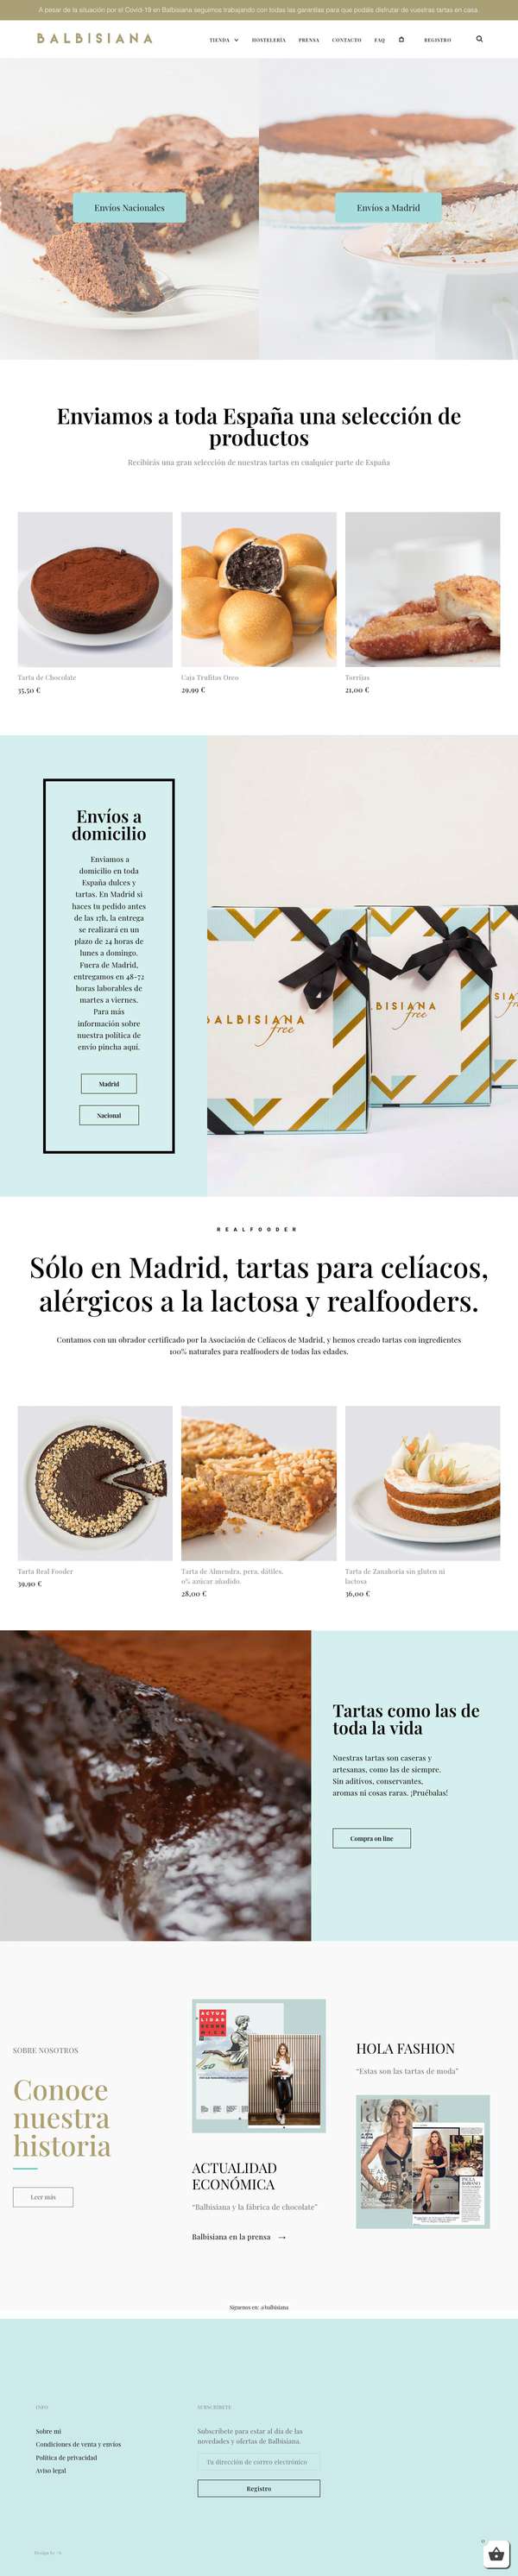 A pesar de la situación por el Covid-19 en Balbisiana seguimos trabajando con todas las garantías para que podáis disfrutar de vuestras tartas en casa.
BALBISIANA
TIENDA HOSTELERÍA PRENSA CONTACTO FAQ REGISTRO
Envíos Nacionales
Envíos a Madrid
Enviamos a toda España una selección de
productos
Recibirás una gran selección de nuestras tartas en cualquier parte de España
Tarta de Chocolate
35,50 €
Caja Trufitas Oreo
29,99 €
Torrijas
21,00 €
Envíos a
domicilio
Enviamos a
domicilio en toda
España dulces y
tartas. En Madrid si
haces tu pedido antes
de las 17h, la entrega
se realizará en un
plazo de 24 horas de
lunes a domingo.
Fuera de Madrid,
entregamos en 48-72
horas laborables de
martes a viernes.
Para más
información sobre
nuestra política de
envío pincha aquí.
Madrid
Nacional
ALBISIANA
free
BISIANA
free
SIA
fr
REALFOODER
Sólo en Madrid, tartas para celíacos,
alérgicos a la lactosa y realfooders.
Contamos con un obrador certificado por la Asociación de Celíacos de Madrid, y hemos creado tartas con ingredientes
100% naturales para realfooders de todas las edades.
Tarta Real Fooder
39,90 €
Tarta de Almendra, pera, dátiles,
0% azúcar añadido.
28,00 €
Tarta de Zanahoria sin gluten ni
lactosa
36,00 €
Tartas como las de
toda la vida
Nuestras tartas son caseras y
artesanas, como las de siempre.
Sin aditivos, conservantes,
aromas ni cosas raras. ¡Pruébalas!
Compra on line
SOBRE NOSOTROS
Conoce
nuestra
historia
Leer más
ACTUA
LIDAD
ECONÓ
MICA
ACTUALIDAD
ECONÓMICA
“Balbisiana y la fábrica de chocolate”
Balbisiana en la prensa →
HOLA FASHION
“Estas son las tartas de moda”
Síguenos en: @balbisiana
INFO
Sobre mí
Condiciones de venta y envíos
Política de privacidad
Aviso legal
SUBSCRÍBETE
Subscríbete para estar al día de las
novedades y ofertas de Balbisiana.
Tu dirección de correo electrónico
Registro
Design by
0